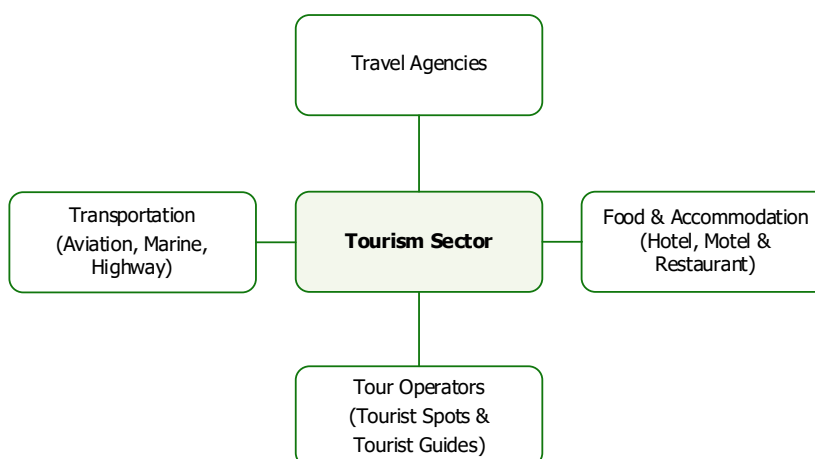 Travel Agencies
Transportation
(Aviation, Marine,
Highway)
Tourism Sector
Food & Accommodation
(Hotel, Motel &
Restaurant)
Tour Operators
(Tourist Spots &
Tourist Guides)